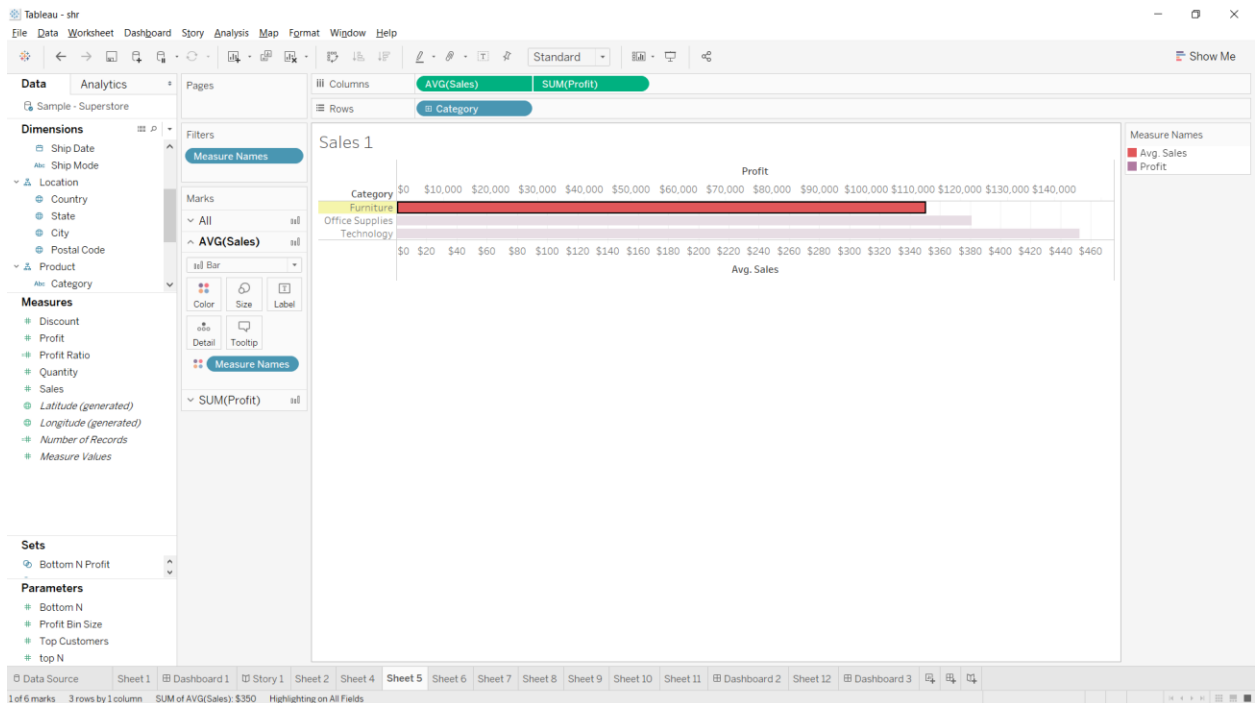 Tableau - shr
File Data Worksheet Dashboard Story Analysis Map Format Window Help
Standard
Show Me
Data Analytics
Sample - Superstore
Dimensions
Ship Date
Abc Ship Mode
Location
Country
State
City
Postal Code
Product
Abc Category
Measures
# Discount
# Profit
=# Profit Ratio
# Quantity
# Sales
Latitude (generated)
Longitude (generated)
=# Number of Records
# Measure Values
Sets
Bottom N Profit
Parameters
# Bottom N
# Profit Bin Size
# Top Customers
# top N
Pages
Filters
Measure Names
Marks
All
AVG(Sales)
Bar
Color Size Label
Detail Tooltip
Measure Names
SUM(Profit)
Columns AVG(Sales) SUM(Profit)
Rows Category
Sales 1
Profit
Category $0 $10,000 $20,000 $30,000 $40,000 $50,000 $60,000 $70,000 $80,000 $90,000 $100,000 $110,000 $120,000 $130,000 $140,000
Furniture
Office Supplies
Technology
$0 $20 $40 $60 $80 $100 $120 $140 $160 $180 $200 $220 $240 $260 $280 $300 $320 $340 $360 $380 $400 $420 $440 $460
Avg. Sales
Measure Names
Avg. Sales
Profit
Data Source Sheet 1 Dashboard 1 Story 1 Sheet 2 Sheet 4 Sheet 5 Sheet 6 Sheet 7 Sheet 8 Sheet 9 Sheet 10 Sheet 11 Dashboard 2 Sheet 12 Dashboard 3
1 of 6 marks 3 rows by 1 column SUM of AVG(Sales): $350 Highlighting on All Fields